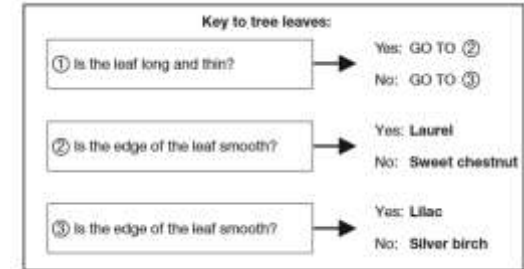 Key to tree leaves:
① Is the leaf long and thin?
Yes: GO TO ②
No: GO TO ③
② Is the edge of the leaf smooth?
Yes: Laurel
No: Sweet chestnut
③ Is the edge of the leaf smooth?
Yes: Lilac
No: Silver birch